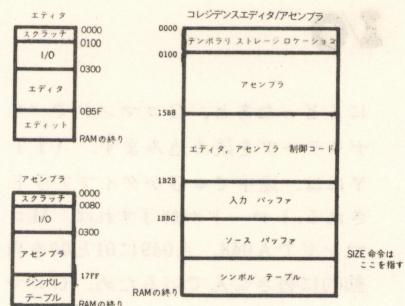 エディタ
スクラッチ
0000
0100
I/O
0300
エディタ
0B5F
エディット
RAMの終り
アセンブラ
スクラッチ
0000
0080
I/O
0300
アセンブラ
17FF
シンボル
テーブル
RAMの終り
コレジデンスエディタ/アセンブラ
0000
テンポラリ ストレージ ロケーション
0100
アセンブラ
15B8
エディタ，アセンブラ 制御コード
1B28
入力 バッファ
1BBC
ソース バッファ
シンボル テーブル
RAMの終り
SIZE 命令は
ここを指す